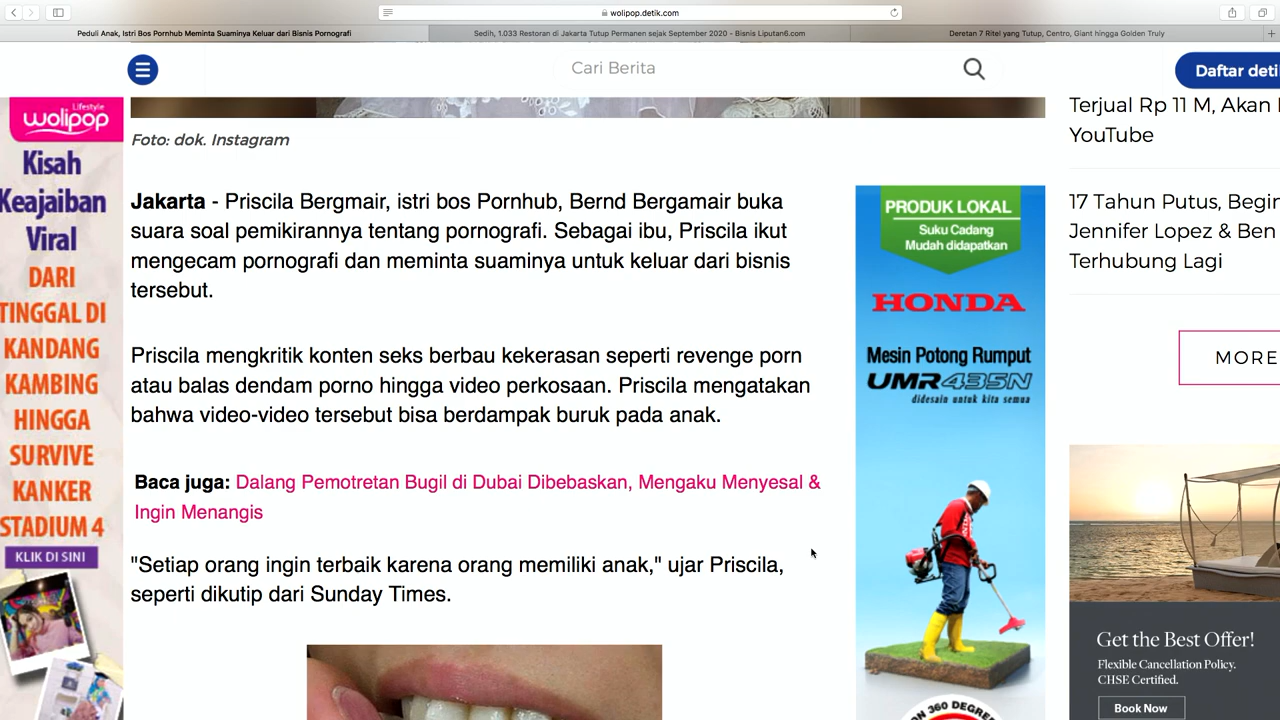 wolipop.detik.com
Peduli Anak, Istri Bos Pornhub Meminta Suaminya Keluar dari Bisnis Pornografi
Sedih, 1.033 Restoran di Jakarta Tutup Permanen sejak September 2020 - Bisnis Liputan6.com
Deretan 7 Ritel yang Tutup, Centro, Giant hingga Golden Truly
Cari Berita
Daftar deti
Lifestyle
wolipop
Kisah
Keajaiban
Viral
DARI
TINGGAL DI
KANDANG
KAMBING
HINGGA
SURVIVE
KANKER
STADIUM 4
KLIK DI SINI
Foto: dok. Instagram
Jakarta - Priscila Bergmair, istri bos Pornhub, Bernd Bergamair buka
suara soal pemikirannya tentang pornografi. Sebagai ibu, Priscila ikut
mengecam pornografi dan meminta suaminya untuk keluar dari bisnis
tersebut.
Priscila mengkritik konten seks berbau kekerasan seperti revenge porn
atau balas dendam porno hingga video perkosaan. Priscila mengatakan
bahwa video-video tersebut bisa berdampak buruk pada anak.
Baca juga: Dalang Pemotretan Bugil di Dubai Dibebaskan, Mengaku Menyesal &
Ingin Menangis
"Setiap orang ingin terbaik karena orang memiliki anak," ujar Priscila,
seperti dikutip dari Sunday Times.
PRODUK LOKAL
Suku Cadang
Mudah didapatkan
HONDA
Mesin Potong Rumput
UMR 435N
didesain untuk kita semua
ON 360 DEGRE
Terjual Rp 11 M, Akan
YouTube
17 Tahun Putus, Begin
Jennifer Lopez & Ben
Terhubung Lagi
MORE
Get the Best Offer!
Flexible Cancellation Policy.
CHSE Certified.
Book Now